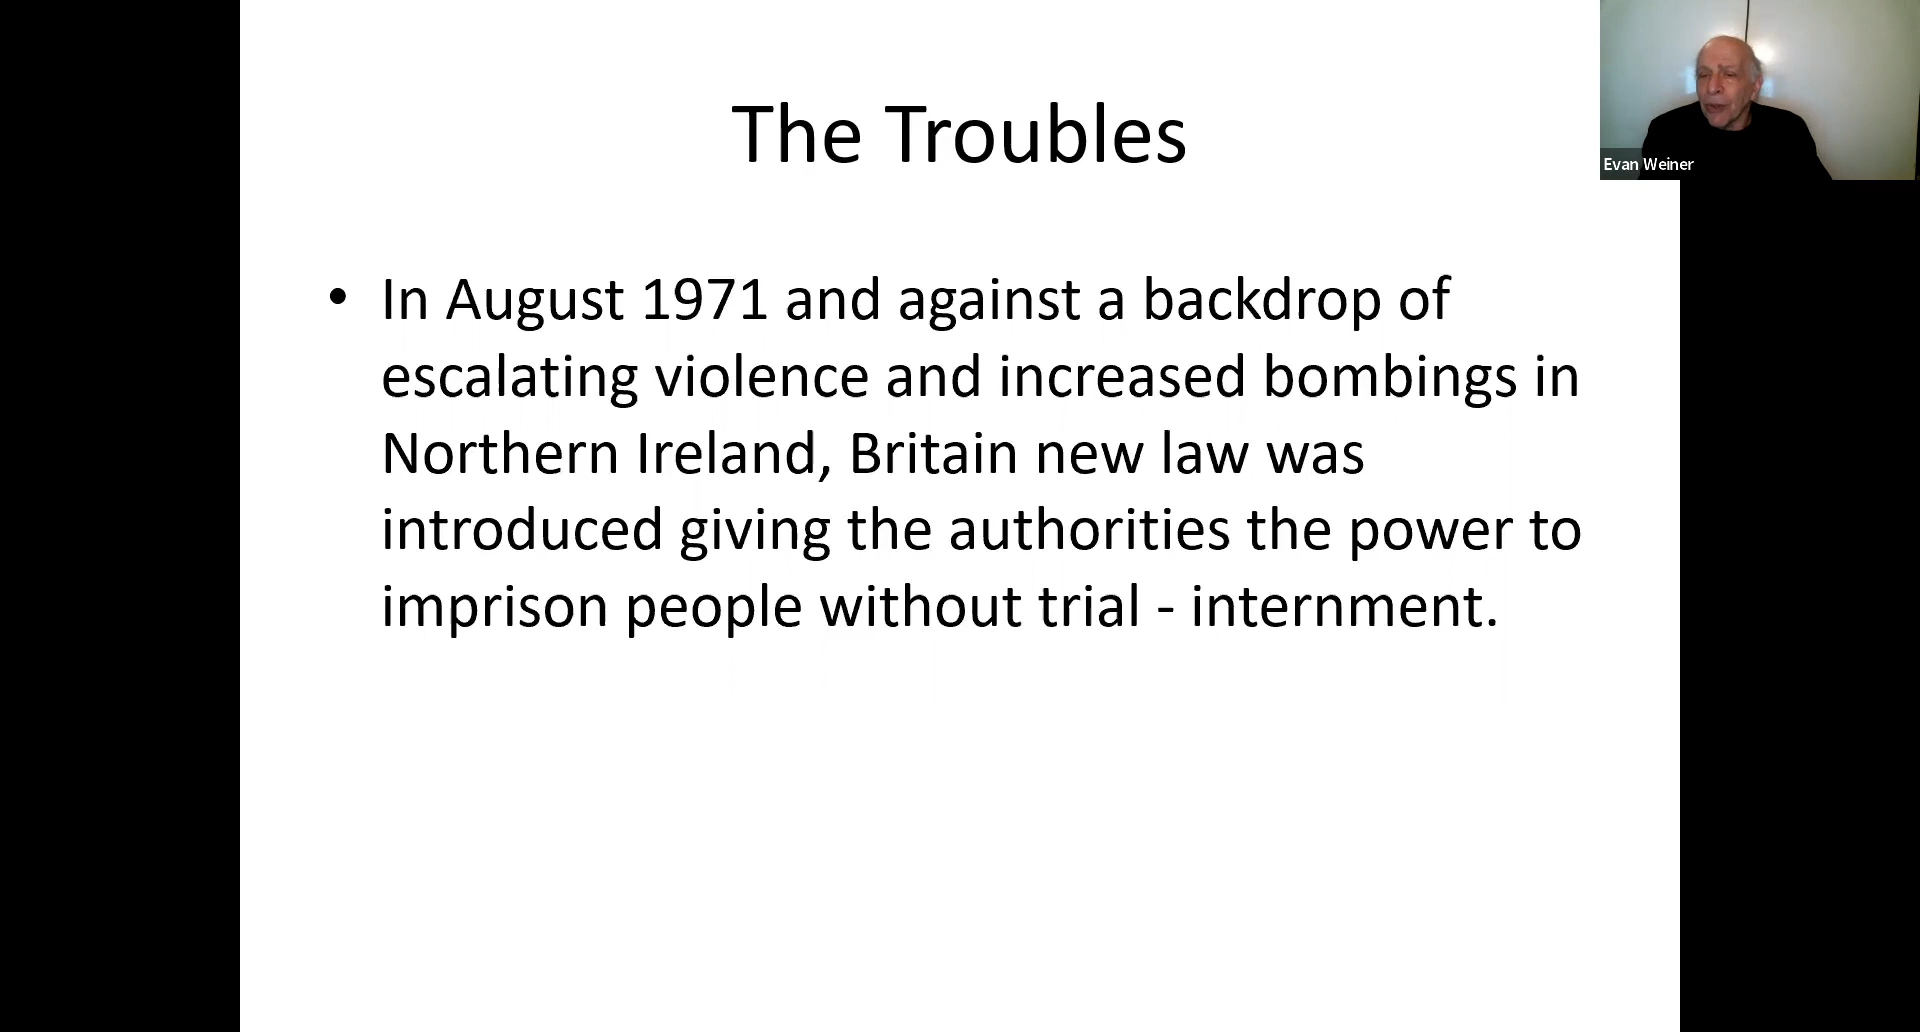 The Troubles
Evan Weiner
• In August 1971 and against a backdrop of
escalating violence and increased bombings in
Northern Ireland, Britain new law was
introduced giving the authorities the power to
imprison people without trial - internment.